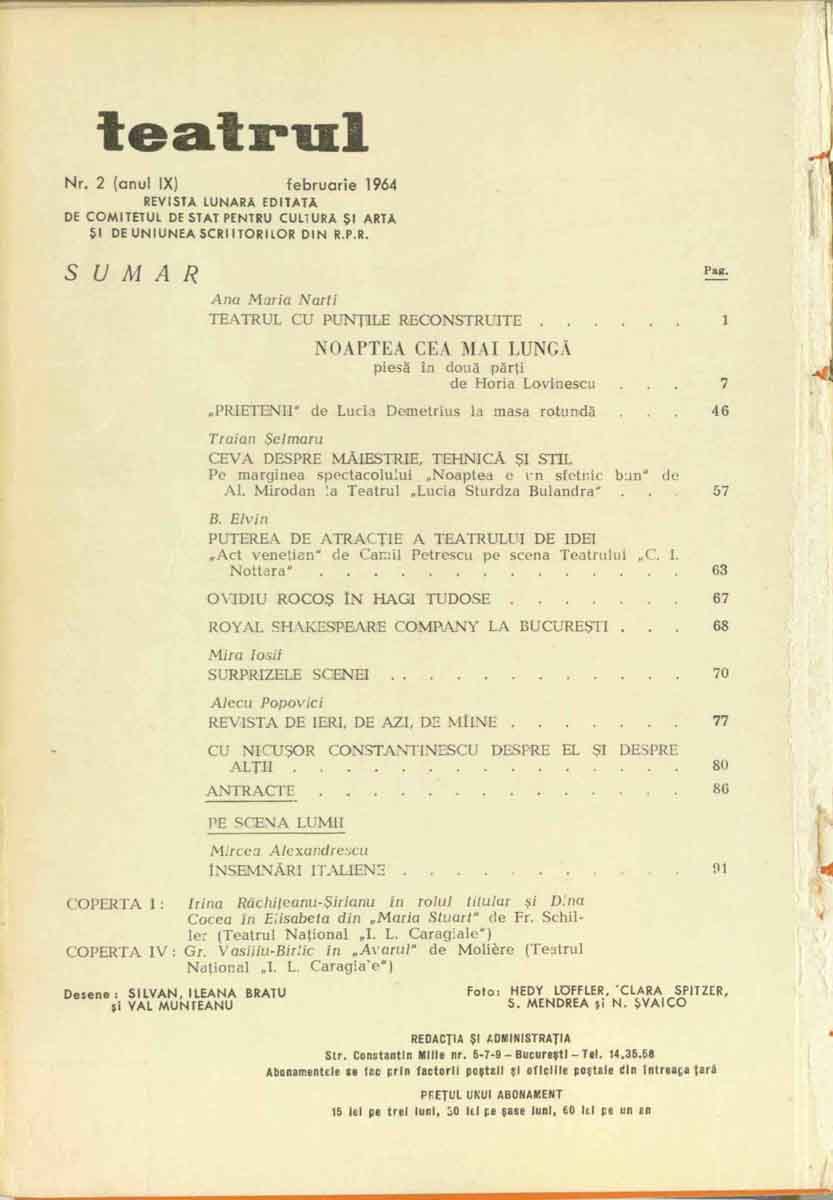 teatrul
Nr. 2 (anul IX) februarie 1964
REVISTA LUNARĂ EDITATĂ
DE COMITETUL DE STAT PENTRU CULTURĂ ȘI ARTĂ
ȘI DE UNIUNEA SCRIITORILOR DIN R.P.R.
SUMAR Pag.
Ana Maria Narti
TEATRUL CU PUNȚILE RECONSTRUITE . . . . . . 1
NOAPTEA CEA MAI LUNGĂ
piesă în două părți
de Horia Lovinescu . . . 7
„PRIETENII" de Lucia Demetrius la masa rotundă . . . 46
Traian Șelmaru
CEVA DESPRE MĂIESTRIE, TEHNICĂ ȘI STIL
Pe marginea spectacolului „Noaptea e un sfetnic bun" de
Al. Mirodan la Teatrul „Lucia Sturdza Bulandra" . . . 57
B. Elvin
PUTEREA DE ATRACȚIE A TEATRULUI DE IDEI
„Act venețian" de Camil Petrescu pe scena Teatrului „C. I.
Nottara" . . . . . . . . . . . . . . 63
OVIDIU ROCOȘ ÎN HAGI TUDOSE . . . . . . . 67
ROYAL SHAKESPEARE COMPANY LA BUCUREȘTI . . . 68
Mira Iosif
SURPRIZELE SCENEI . . . . . . . . . . . . 70
Alecu Popovici
REVISTA DE IERI, DE AZI, DE MÎINE . . . . . . . 77
CU NICUȘOR CONSTANTINESCU DESPRE EL ȘI DESPRE
ALȚII . . . . . . . . . . . . . . . 80
ANTRACTE . . . . . . . . . . . . . . 86
PE SCENA LUMII
Mircea Alexandrescu
ÎNSEMNĂRI ITALIENE . . . . . . . . . . . 91
COPERTA I : Irina Răchițeanu-Șirianu în rolul titular și Dina
Cocea în Elisabeta din „Maria Stuart" de Fr. Schil-
ler (Teatrul Național „I. L. Caragiale")
COPERTA IV : Gr. Vasiliu-Birlic în „Avarul" de Molière (Teatrul
Național „I. L. Caragiale")
Desene : SILVAN, ILEANA BRATU
și VAL MUNTEANU
Foto: HEDY LÖFFLER, CLARA SPITZER,
S. MENDREA și N. SVAICO
REDACȚIA ȘI ADMINISTRAȚIA
Str. Constantin Mille nr. 5-7-9 – București – Tel. 14.35.58
Abonamentele se fac prin factorii poștali și oficiile poștale din întreaga țară
PREȚUL UNUI ABONAMENT
15 lei pe trei luni, 30 lei pe șase luni, 60 lei pe un an